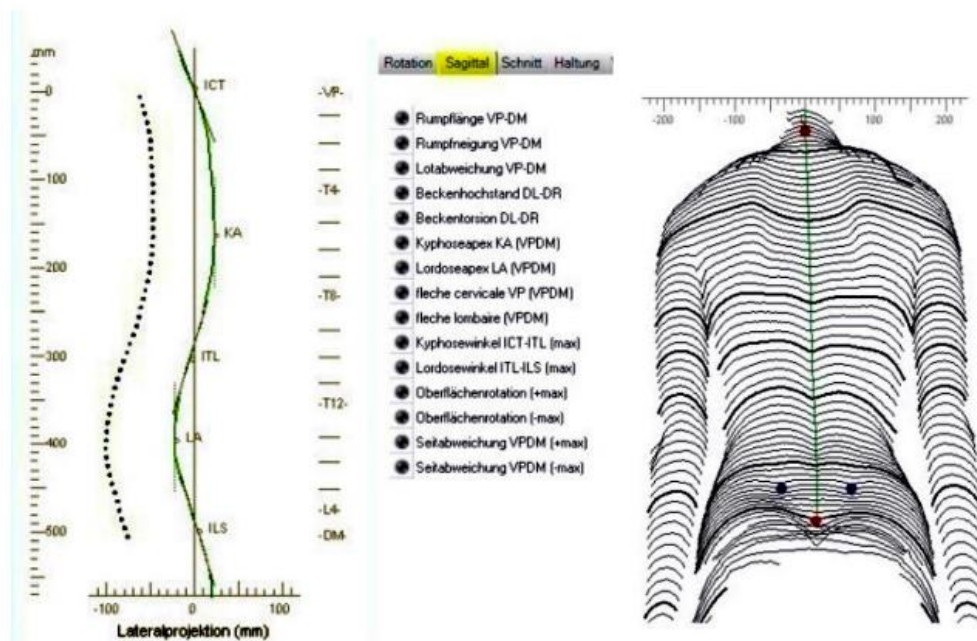 mm
0
100
200
300
400
500
ICT
KA
ITL
LA
ILS
-VP-
-T4-
-T8-
-T12-
-L4-
-DM-
-100 0 100
Lateralprojektion (mm)
Rotation Sagittal Schnitt Haltung
Rumpflänge VP-DM
Rumpfneigung VP-DM
Lotabweichung VP-DM
Beckenhochstand DL-DR
Beckentorsion DL-DR
Kyphoseapex KA (VPDM)
Lordoseapex LA (VPDM)
fleche cervicale VP (VPDM)
fleche lombaire (VPDM)
Kyphosewinkel ICT-ITL (max)
Lordosewinkel ITL-ILS (max)
Oberflächenrotation (+max)
Oberflächenrotation (-max)
Seitabweichung VPDM (+max)
Seitabweichung VPDM (-max)
-200 100 0 100 200